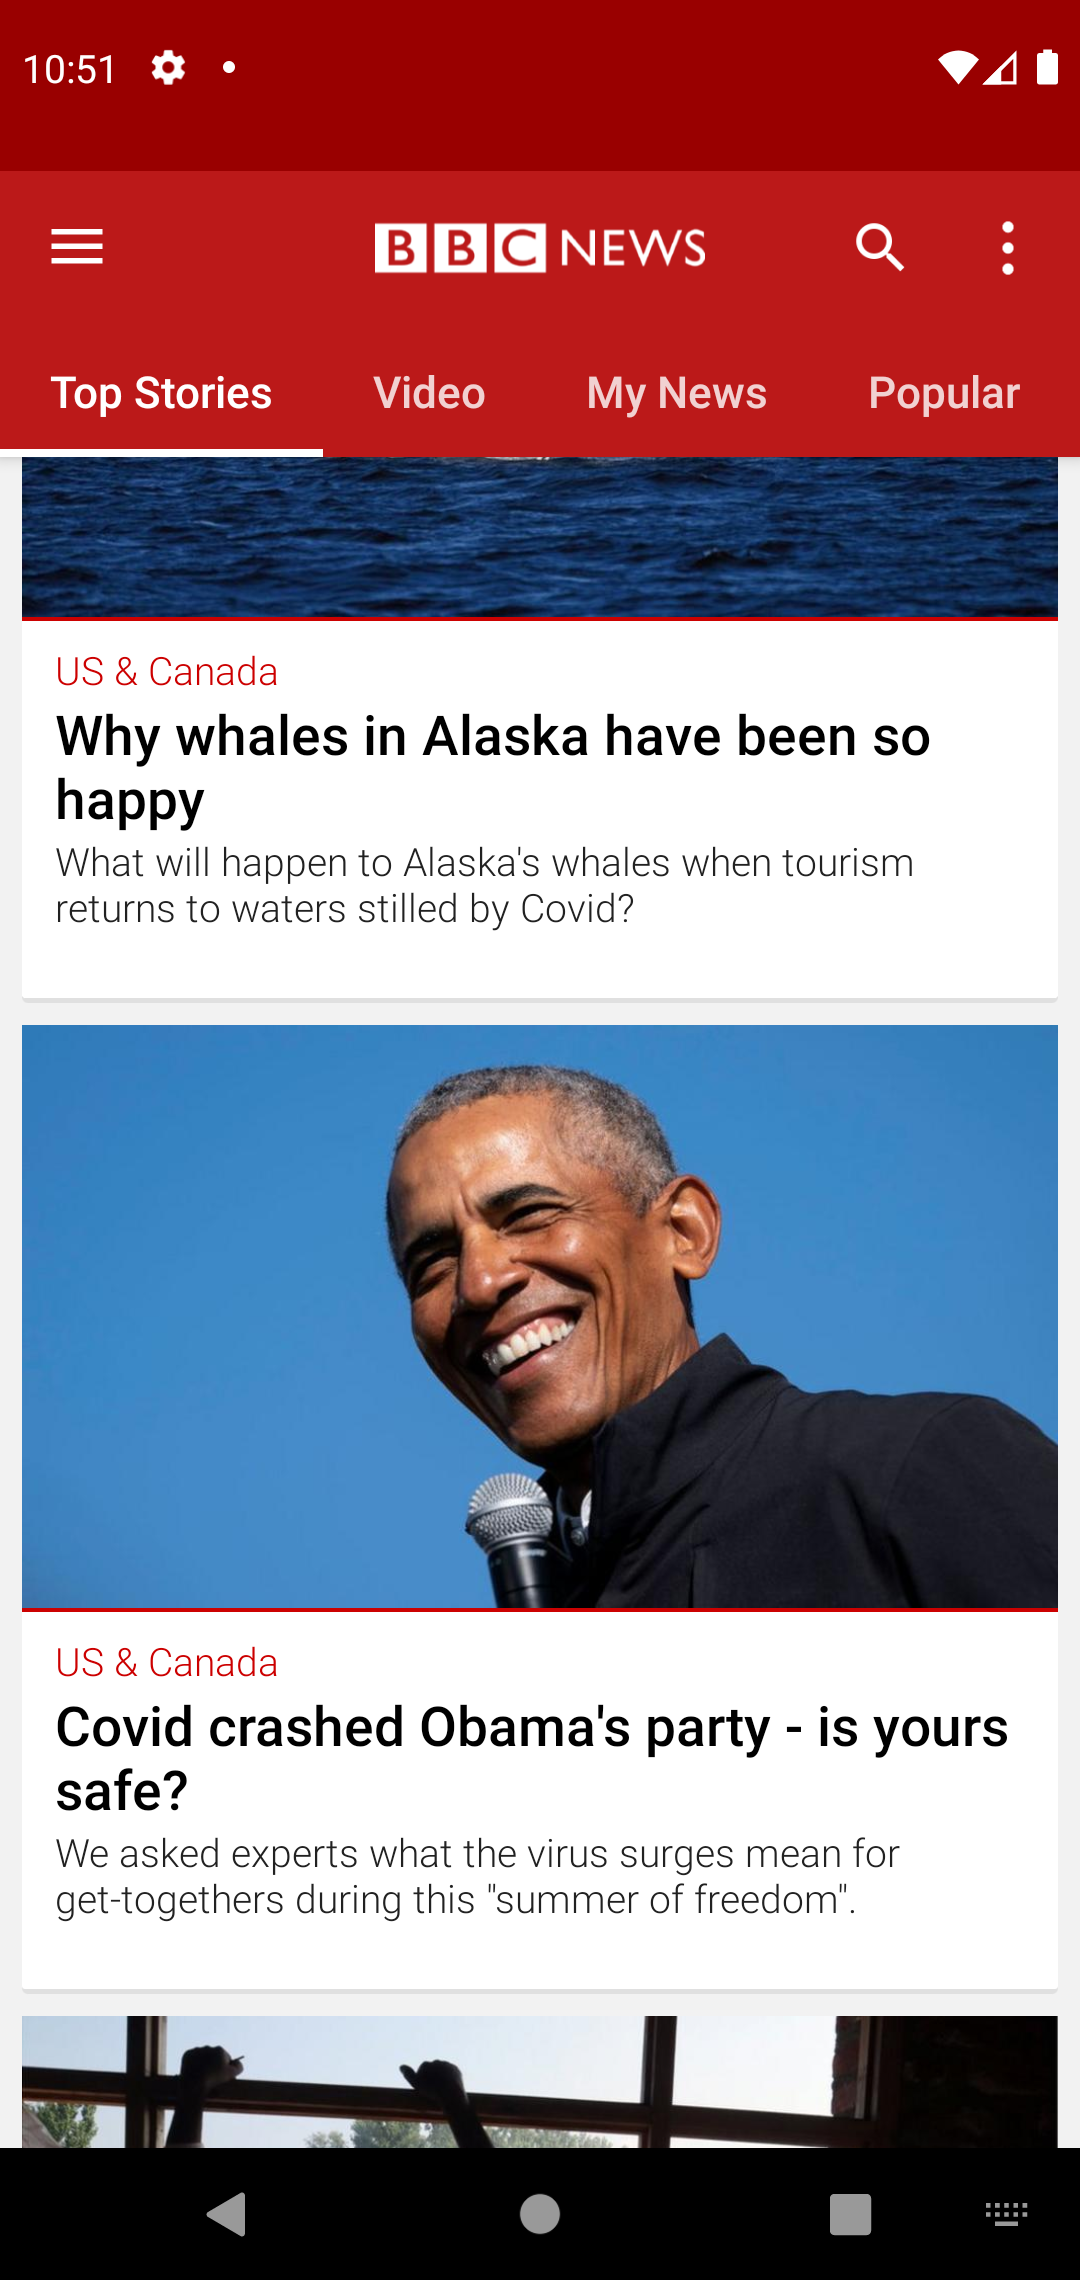 10:51
BBC NEWS
Top Stories Video My News Popular
US & Canada
Why whales in Alaska have been so
happy
What will happen to Alaska's whales when tourism
returns to waters stilled by Covid?
US & Canada
Covid crashed Obama's party - is yours
safe?
We asked experts what the virus surges mean for
get-togethers during this "summer of freedom".